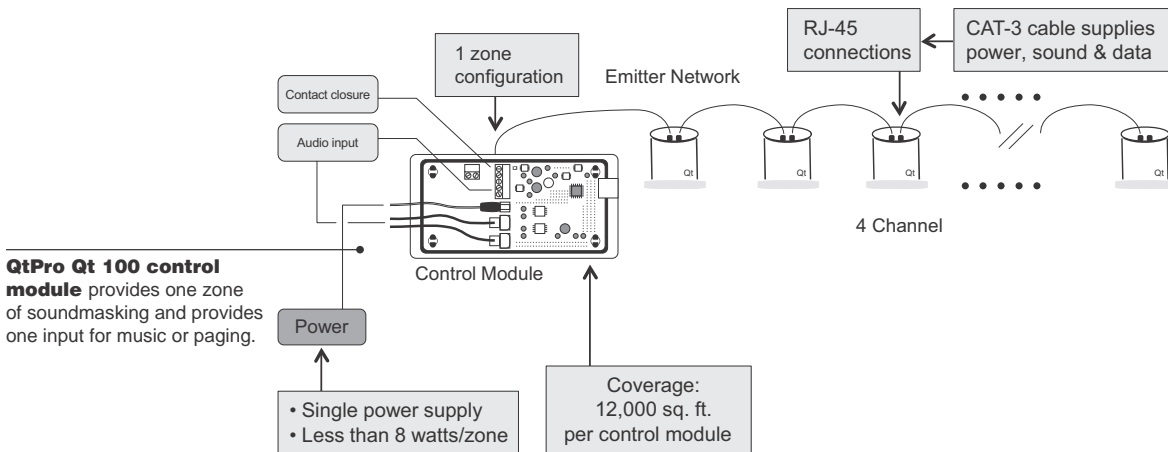 RJ-45
connections
CAT-3 cable supplies
power, sound & data
1 zone
configuration
Emitter Network
Contact closure
Audio input
Qt
Qt
Qt
Qt
4 Channel
Control Module
QtPro Qt 100 control
module provides one zone
of soundmasking and provides
one input for music or paging.
Power
• Single power supply
• Less than 8 watts/zone
Coverage:
12,000 sq. ft.
per control module